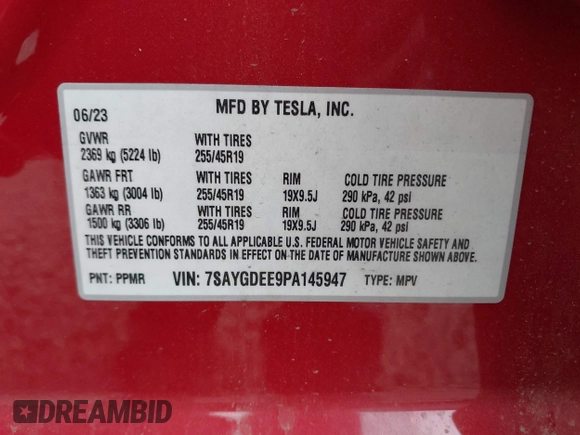 06/23 MFD BY TESLA, INC.
GVWR WITH TIRES
2369 kg (5224 lb) 255/45R19
GAWR FRT WITH TIRES RIM COLD TIRE PRESSURE
1363 kg (3004 lb) 255/45R19 19X9.5J 290 kPa, 42 psi
GAWR RR WITH TIRES RIM COLD TIRE PRESSURE
1500 kg (3306 lb) 255/45R19 19X9.5J 290 kPa, 42 psi
THIS VEHICLE CONFORMS TO ALL APPLICABLE U.S. FEDERAL MOTOR VEHICLE SAFETY AND
THEFT PREVENTION STANDARDS IN EFFECT ON THE DATE OF MANUFACTURE SHOWN ABOVE.
PNT: PPMR VIN: 7SAYGDEE9PA145947 TYPE: MPV
DREAMBID